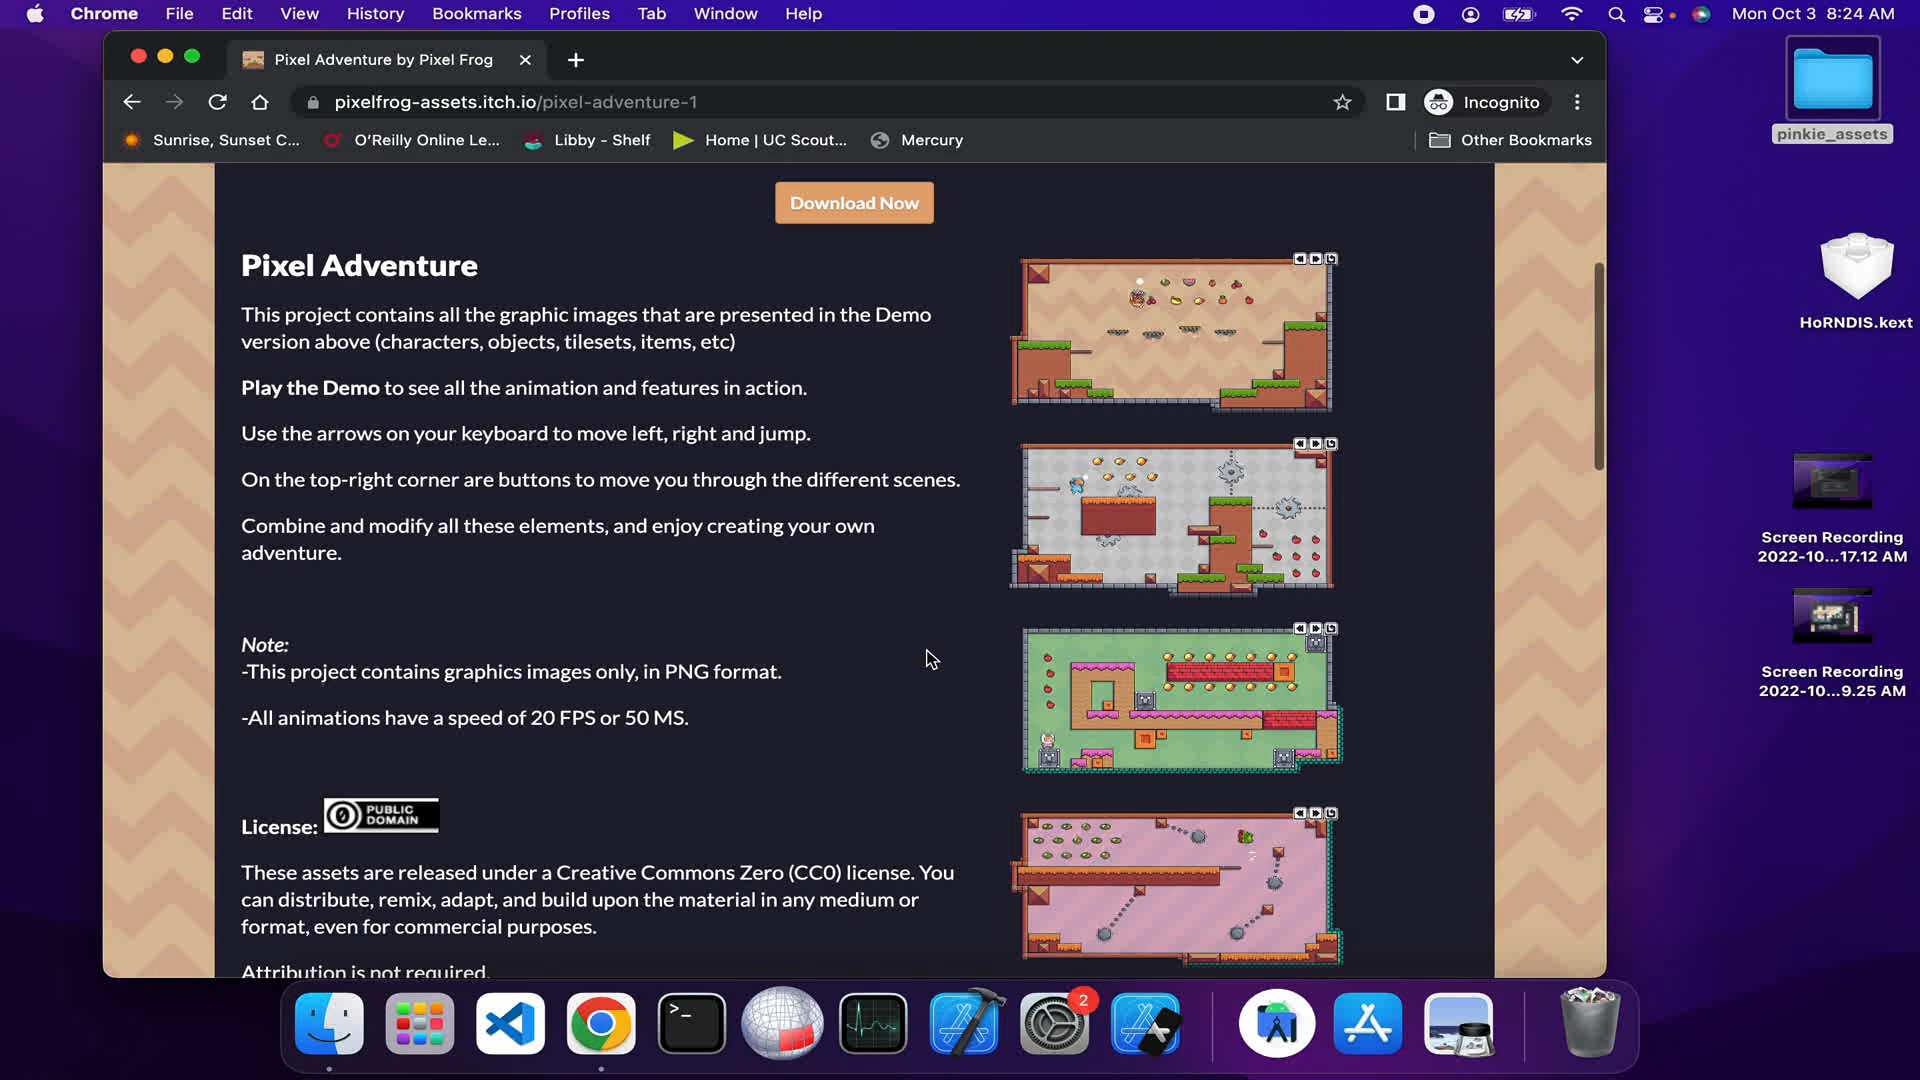 Chrome File Edit View History Bookmarks Profiles Tab Window Help
Mon Oct 3 8:24 AM
Pixel Adventure by Pixel Frog
pixelfrog-assets.itch.io/pixel-adventure-1
Incognito
Sunrise, Sunset C... O'Reilly Online Le... Libby - Shelf Home | UC Scout... Mercury Other Bookmarks
Download Now
Pixel Adventure
This project contains all the graphic images that are presented in the Demo
version above (characters, objects, tilesets, items, etc)
Play the Demo to see all the animation and features in action.
Use the arrows on your keyboard to move left, right and jump.
On the top-right corner are buttons to move you through the different scenes.
Combine and modify all these elements, and enjoy creating your own
adventure.
Note:
-This project contains graphics images only, in PNG format.
-All animations have a speed of 20 FPS or 50 MS.
License:
PUBLIC
DOMAIN
These assets are released under a Creative Commons Zero (CC0) license. You
can distribute, remix, adapt, and build upon the material in any medium or
format, even for commercial purposes.
Attribution is not required.
pinkie_assets
HoRNDIS.kext
Screen Recording
2022-10...17.12 AM
Screen Recording
2022-10...9.25 AM
>_
2